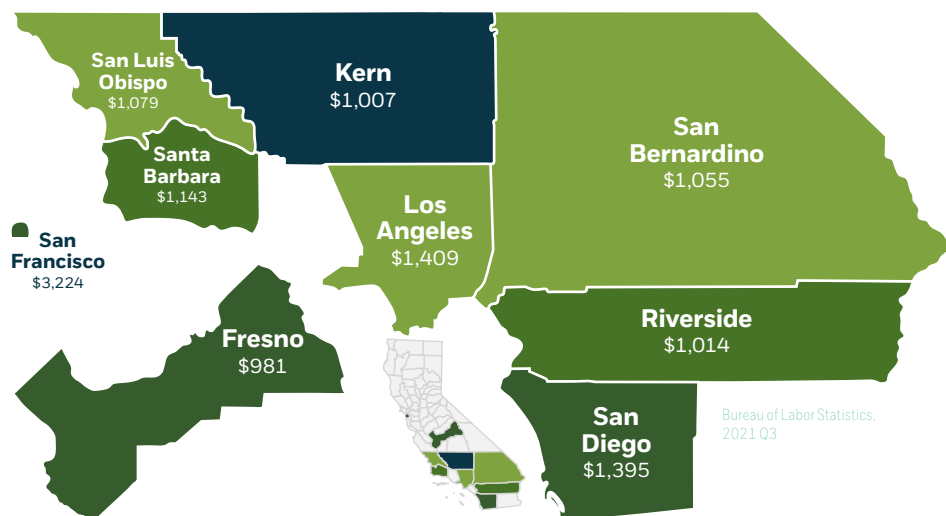 San Luis
Obispo
$1,079
Kern
$1,007
San
Bernardino
$1,055
Santa
Barbara
$1,143
Los
Angeles
$1,409
San
Francisco
$3,224
Fresno
$981
Riverside
$1,014
San
Diego
$1,395
Bureau of Labor Statistics,
2021 Q3